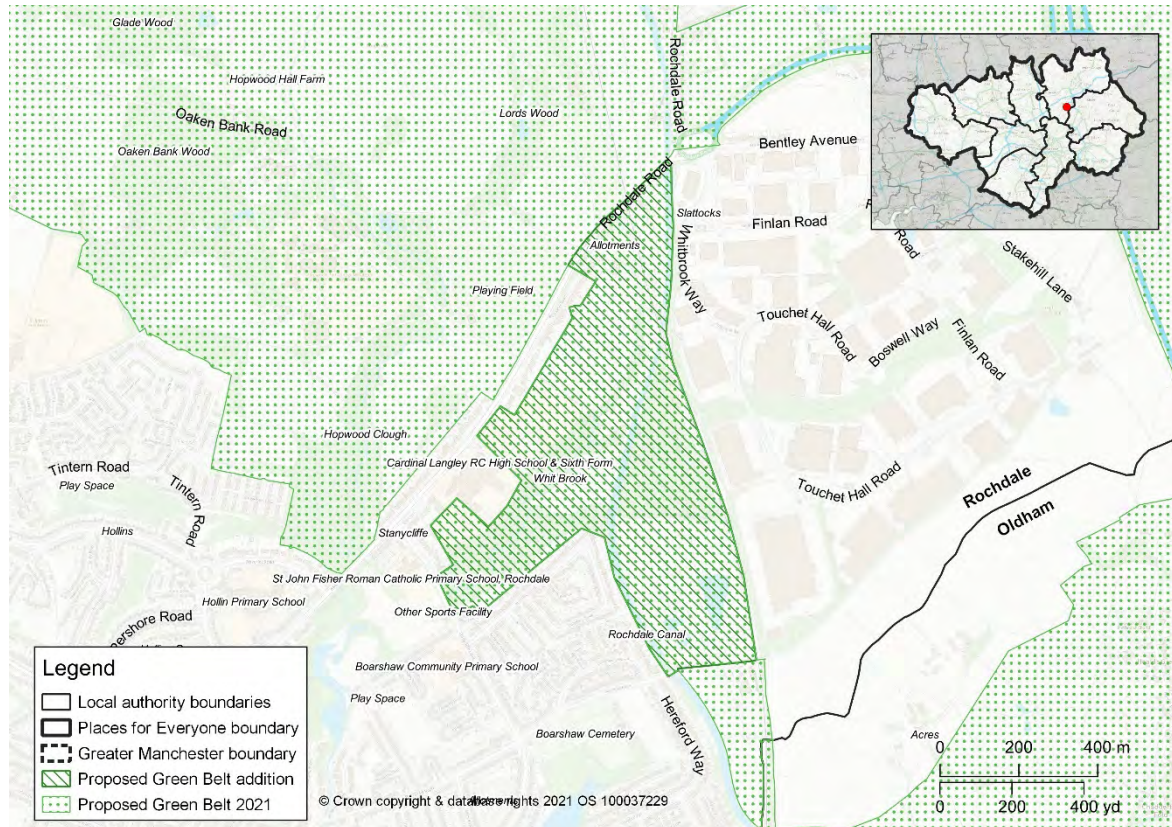 Glade Wood
Hopwood Hall Farm
Oaken Bank Road
Oaken Bank Wood
Lords Wood
Rochdale Road
Bentley Avenue
Rochdale Road
Slattocks
Finlan Road
Road
Allotments
Whitbrook Way
Stakehill Lane
Playing Field
Touchet Hall Road
Boswell Way
Finlan Road
Hopwood Clough
Cardinal Langley RC High School & Sixth Form
Whit Brook
Tintern Road
Play Space
Tintern Road
Touchet Hall Road
Rochdale
Oldham
Hollins
Stanycliffe
St John Fisher Roman Catholic Primary School, Rochdale
Hollin Primary School
Other Sports Facility
Pershore Road
Rochdale Canal
Boarshaw Community Primary School
Play Space
Hereford Way
Boarshaw Cemetery
Acres
Legend
Local authority boundaries
Places for Everyone boundary
Greater Manchester boundary
Proposed Green Belt addition
Proposed Green Belt 2021
0 200 400 m
0 200 400 yd
Allotments
© Crown copyright & database rights 2021 OS 100037229